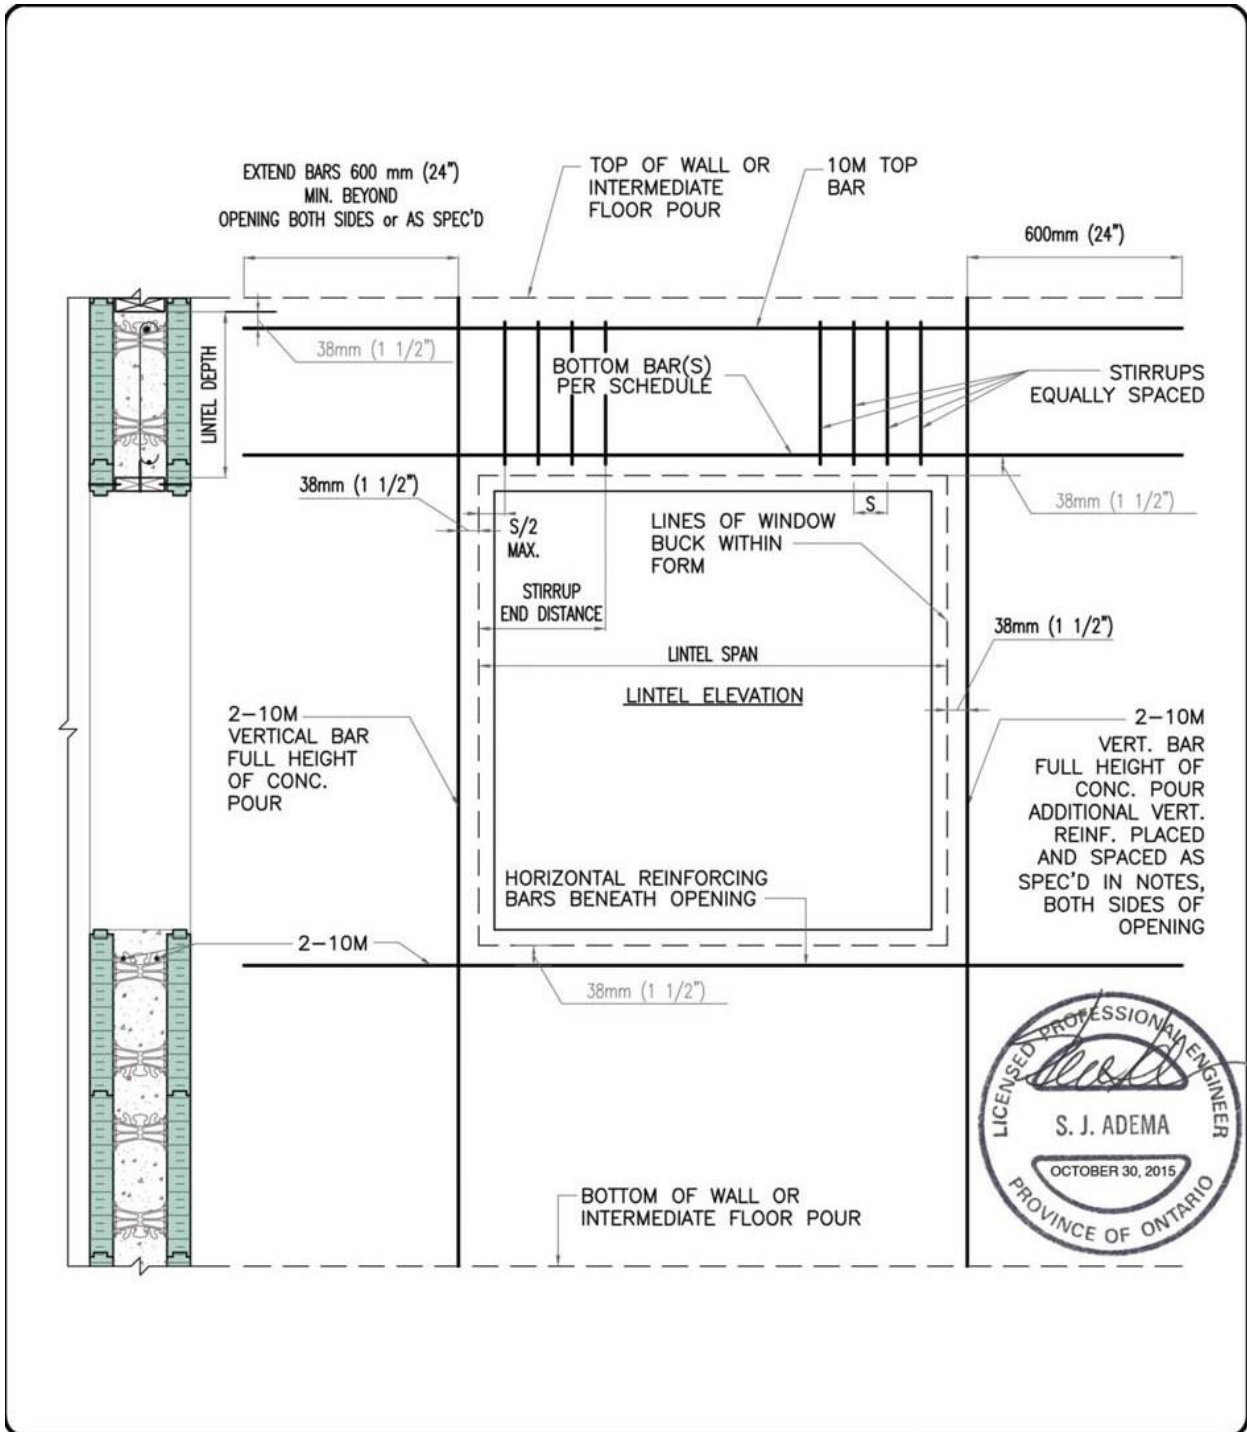 EXTEND BARS 600 mm (24")
MIN. BEYOND
OPENING BOTH SIDES or AS SPEC'D
TOP OF WALL OR
INTERMEDIATE
FLOOR POUR
10M TOP
BAR
600mm (24")
38mm (1 1/2")
LINTEL DEPTH
BOTTOM BAR(S)
PER SCHEDULE
STIRRUPS
EQUALLY SPACED
38mm (1 1/2")
S/2
MAX.
S
38mm (1 1/2")
LINES OF WINDOW
BUCK WITHIN
FORM
STIRRUP
END DISTANCE
38mm (1 1/2")
LINTEL SPAN
LINTEL ELEVATION
2-10M
VERTICAL BAR
FULL HEIGHT
OF CONC.
POUR
2-10M
VERT. BAR
FULL HEIGHT OF
CONC. POUR
ADDITIONAL VERT.
REINF. PLACED
AND SPACED AS
SPEC'D IN NOTES,
BOTH SIDES OF
OPENING
HORIZONTAL REINFORCING
BARS BENEATH OPENING
2-10M
38mm (1 1/2")
LICENSED PROFESSIONAL ENGINEER
S. J. ADEMA
OCTOBER 30, 2015
PROVINCE OF ONTARIO
BOTTOM OF WALL OR
INTERMEDIATE FLOOR POUR